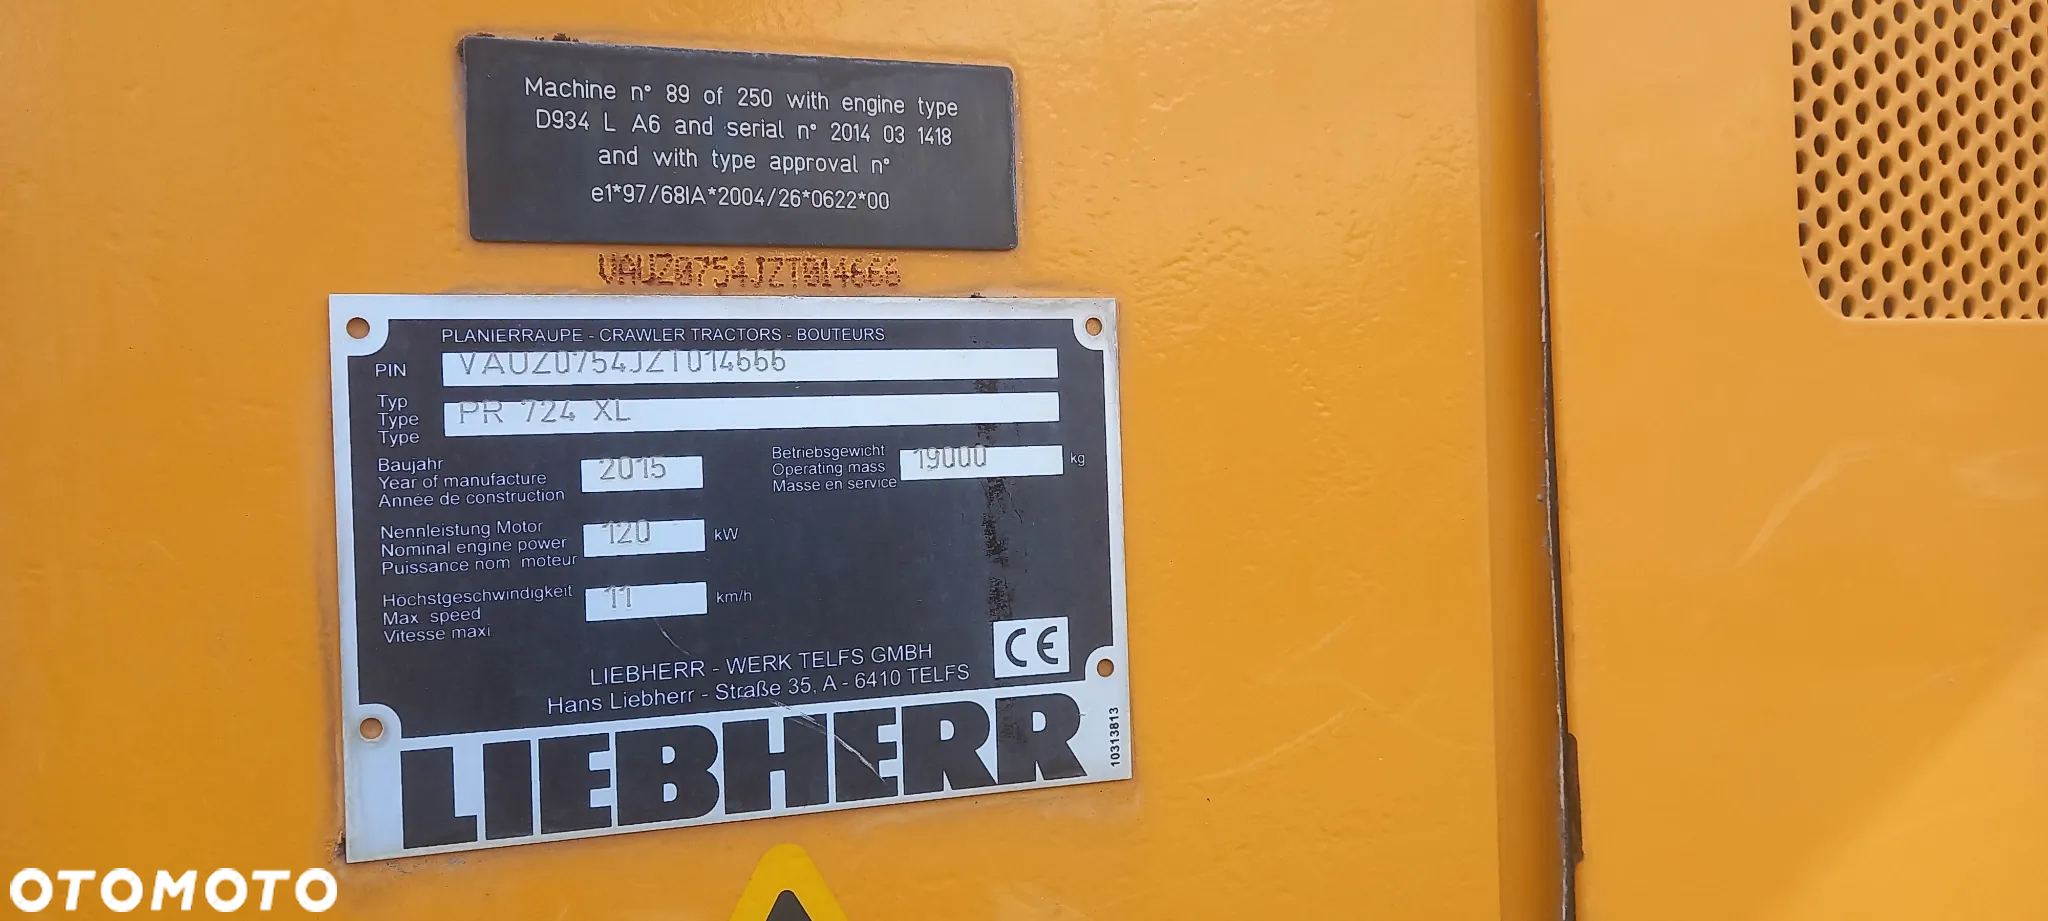 Machine n° 89 of 250 with engine type
D934 L A6 and serial n° 2014 03 1418
and with type approval n°
e1*97/68IA*2004/26*0622*00
VAUZ0754JZT014666
PLANIERRAUPE - CRAWLER TRACTORS - BOUTEURS
PIN VAUZ0754JZT014666
Typ
Type PR 724 XL
Type
Baujahr
Year of manufacture 2015
Année de construction
Betriebsgewicht
Operating mass 19000 kg
Masse en service
Nennleistung Motor
Nominal engine power 120 kW
Puissance nom moteur
Höchstgeschwindigkeit
Max speed 11 km/h
Vitesse maxi
CE
LIEBHERR - WERK TELFS GMBH
Hans Liebherr - Straße 35, A - 6410 TELFS
LIEBHERR
10313813
OTOMOTO